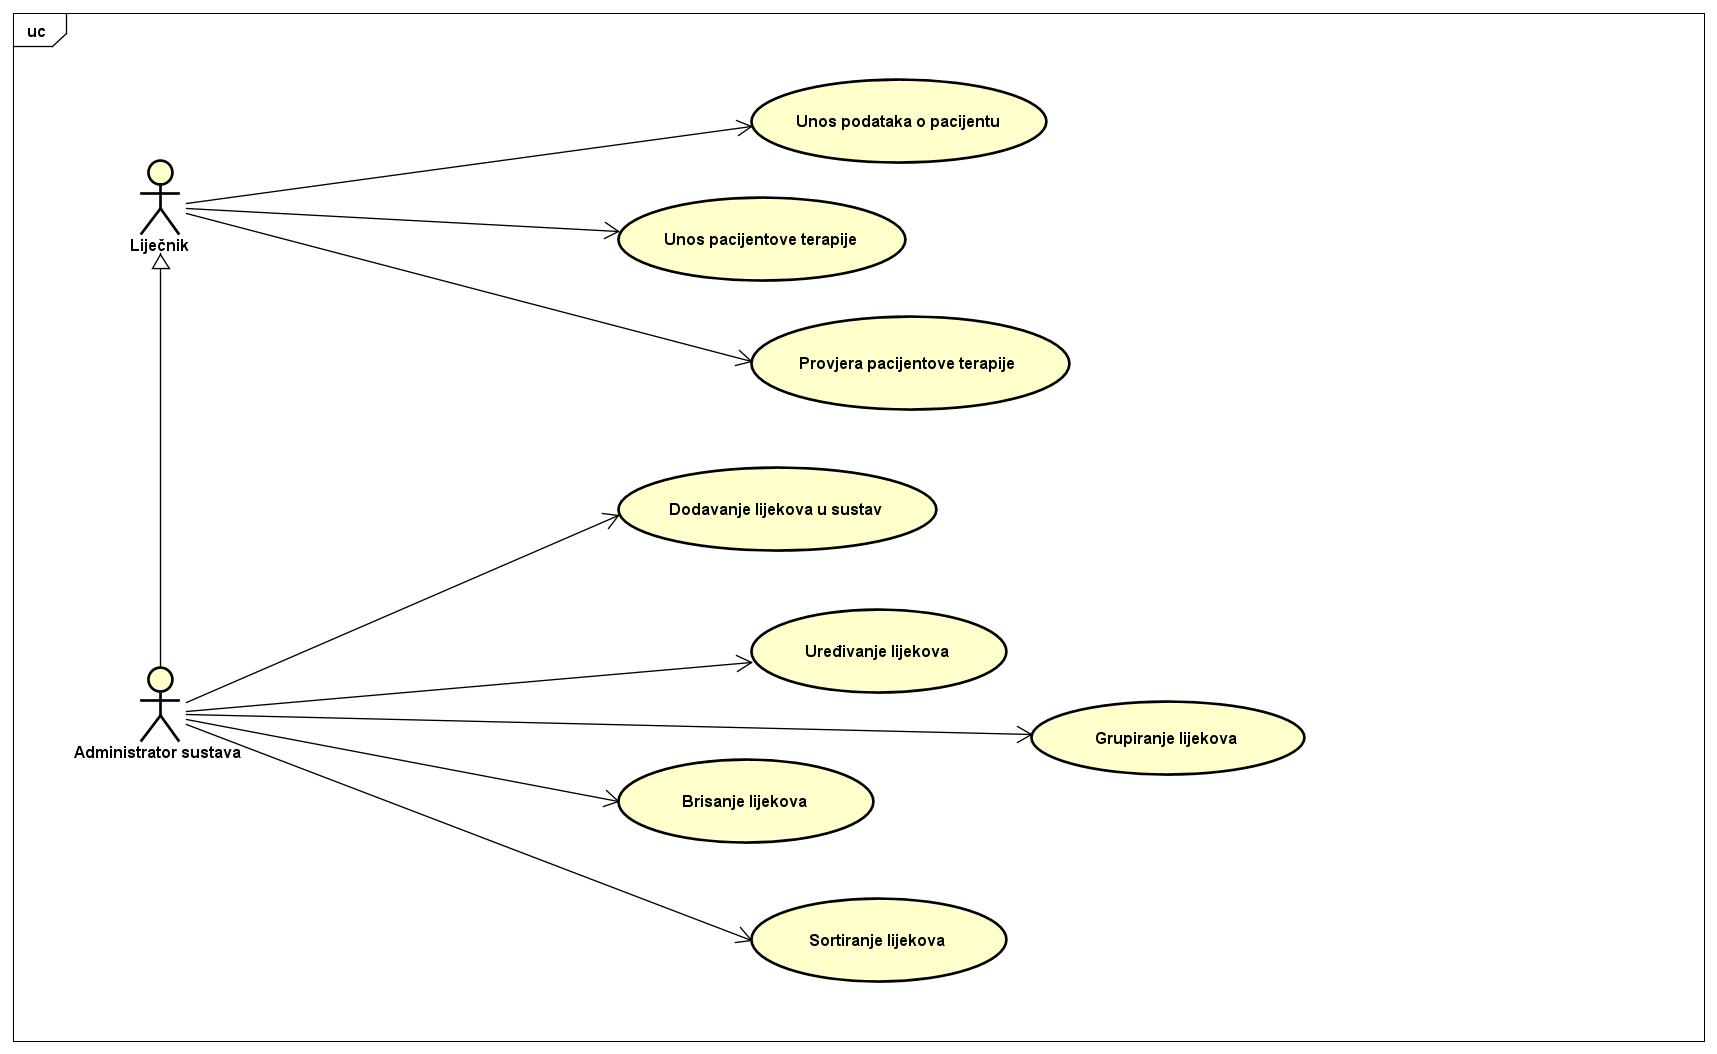 uc
Unos podataka o pacijentu
Unos pacijentove terapije
Liječnik
Provjera pacijentove terapije
Dodavanje lijekova u sustav
Uređivanje lijekova
Grupiranje lijekova
Administrator sustava
Brisanje lijekova
Sortiranje lijekova